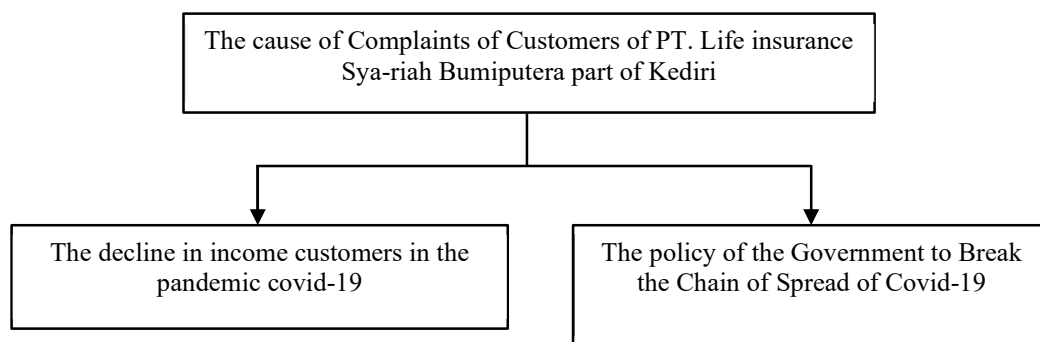 The cause of Complaints of Customers of PT. Life insurance
Sya-riah Bumiputera part of Kediri
The decline in income customers in the
pandemic covid-19
The policy of the Government to Break
the Chain of Spread of Covid-19